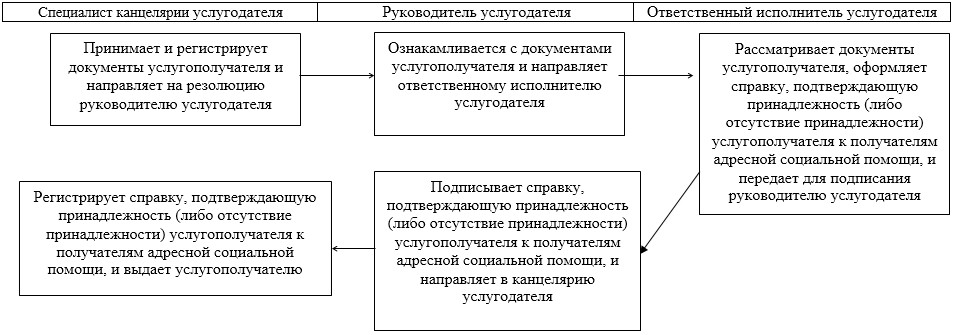 Специалист канцелярии услугодателя
Руководитель услугодателя
Ответственный исполнитель услугодателя
Принимает и регистрирует
документы услугополучателя и
направляет на резолюцию
руководителю услугодателя
Ознакамливается с документами
услугополучателя и направляет
ответственному исполнителю
услугодателя
Рассматривает документы
услугополучателя, оформляет
справку, подтверждающую
принадлежность (либо
отсутствие принадлежности)
услугополучателя к получателям
адресной социальной помощи, и
передает для подписания
руководителю услугодателя
Подписывает справку,
подтверждающую принадлежность
(либо отсутствие принадлежности)
услугополучателя к получателям
адресной социальной помощи, и
направляет в канцелярию
услугодателя
Регистрирует справку, подтверждающую
принадлежность (либо отсутствие
принадлежности) услугополучателя к
получателям адресной социальной
помощи, и выдает услугополучателю